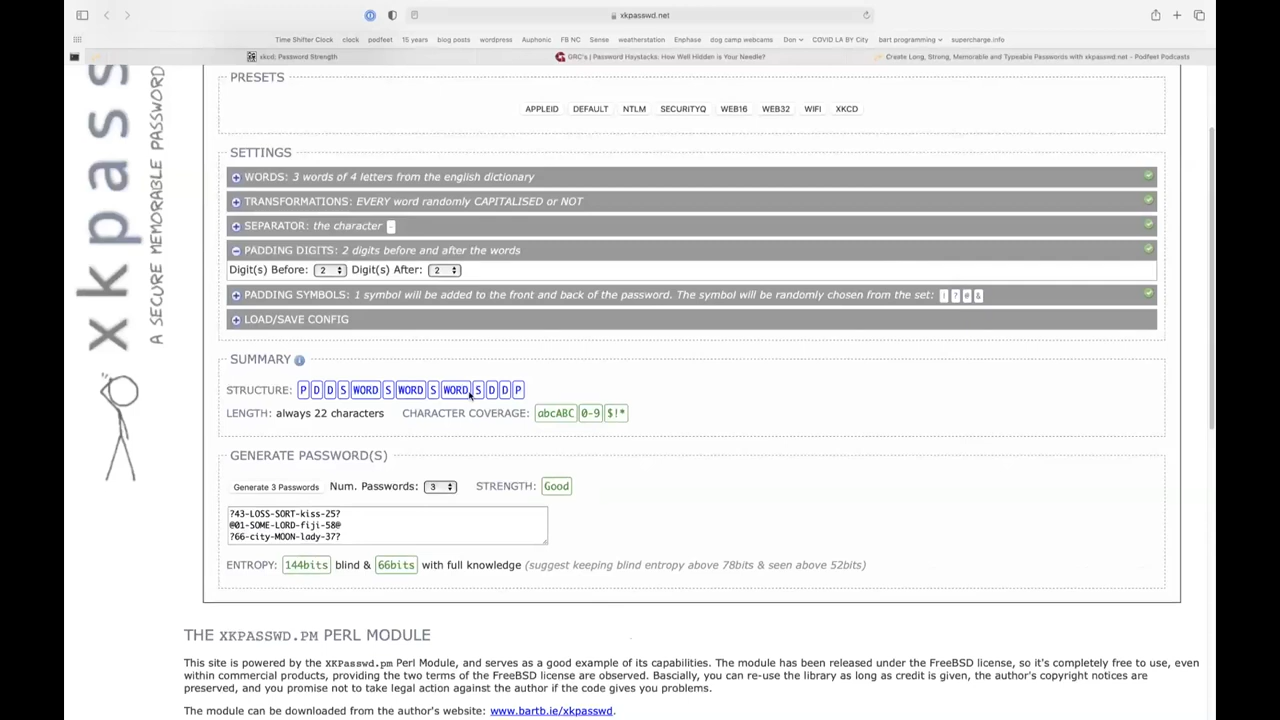 xkpasswd.net
Time Shifter Clock clock podfeet 15 years blog posts wordpress Auphonic FB NC Sense weatherstation Enphase dog camp webcams Don COVID LA BY City bart programming supercharge.info
xkcd: Password Strength GRC's | Password Haystacks: How Well Hidden is Your Needle? Create Long, Strong, Memorable and Typeable Passwords with xkpasswd.net - Podfeet Podcasts
xkpass
A SECURE MEMORABLE PASSWORD
PRESETS
APPLEID DEFAULT NTLM SECURITYQ WEB16 WEB32 WIFI XKCD
SETTINGS
WORDS: 3 words of 4 letters from the english dictionary
TRANSFORMATIONS: EVERY word randomly CAPITALISED or NOT
SEPARATOR: the character -
PADDING DIGITS: 2 digits before and after the words
Digit(s) Before: 2 Digit(s) After: 2
PADDING SYMBOLS: 1 symbol will be added to the front and back of the password. The symbol will be randomly chosen from the set: ! ? @ &
LOAD/SAVE CONFIG
SUMMARY
STRUCTURE: P D D S WORD S WORD S WORD S D D P
LENGTH: always 22 characters CHARACTER COVERAGE: abcABC 0-9 $!*
GENERATE PASSWORD(S)
Generate 3 Passwords Num. Passwords: 3 STRENGTH: Good
?43-LOSS-SORT-kiss-25?
@01-SOME-LORD-fiji-58@
?66-city-MOON-lady-37?
ENTROPY: 144bits blind & 66bits with full knowledge (suggest keeping blind entropy above 78bits & seen above 52bits)
THE XKPASSWD.PM PERL MODULE
This site is powered by the XKPasswd.pm Perl Module, and serves as a good example of its capabilities. The module has been released under the FreeBSD license, so it's completely free to use, even
within commercial products, providing the two terms of the FreeBSD license are observed. Bascially, you can re-use the library as long as credit is given, the author's copyright notices are
preserved, and you promise not to take legal action against the author if the code gives you problems.
The module can be downloaded from the author's website: www.bartb.ie/xkpasswd.